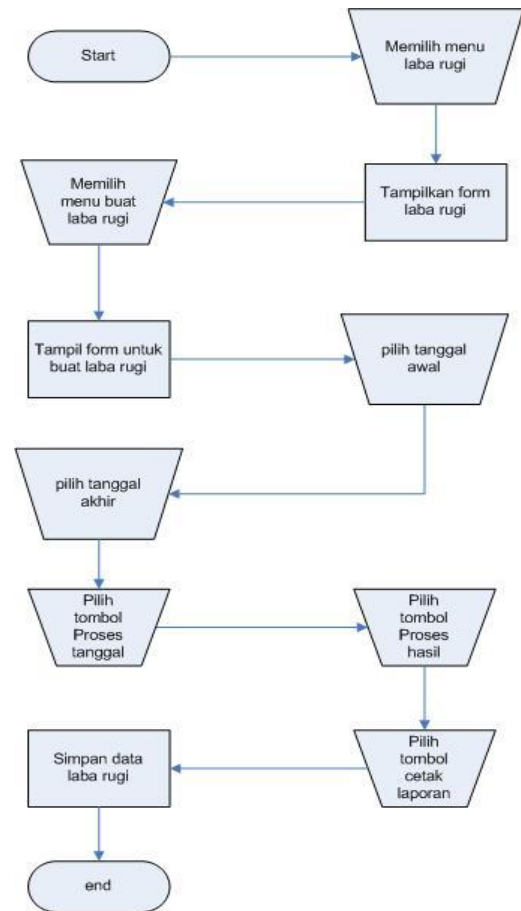 Start
Memilih menu
laba rugi
Tampilkan form
laba rugi
Memilih
menu buat
laba rugi
Tampil form untuk
buat laba rugi
pilih tanggal
awal
pilih tanggal
akhir
Pilih
tombol
Proses
tanggal
Pilih
tombol
Proses
hasil
Pilih
tombol
cetak
laporan
Simpan data
laba rugi
end